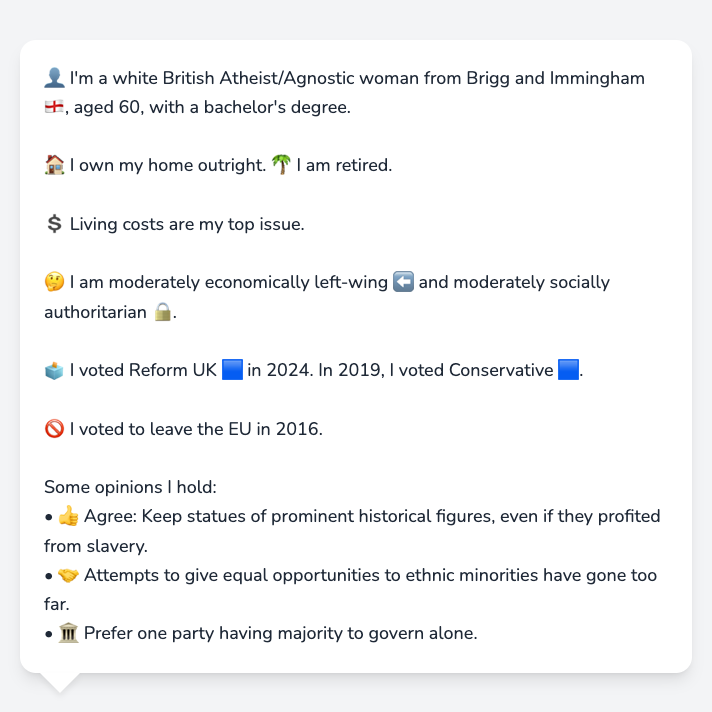 👤 I'm a white British Atheist/Agnostic woman from Brigg and Immingham
🏴󠁧󠁢󠁥󠁮󠁧󠁿, aged 60, with a bachelor's degree.
🏠 I own my home outright. 🌴 I am retired.
💲 Living costs are my top issue.
🤔 I am moderately economically left-wing ⬅️ and moderately socially
authoritarian 🔒.
🗳️ I voted Reform UK 🟦 in 2024. In 2019, I voted Conservative 🟦.
🚫 I voted to leave the EU in 2016.
Some opinions I hold:
• 👍 Agree: Keep statues of prominent historical figures, even if they profited
from slavery.
• 🤝 Attempts to give equal opportunities to ethnic minorities have gone too
far.
• 🏛️ Prefer one party having majority to govern alone.